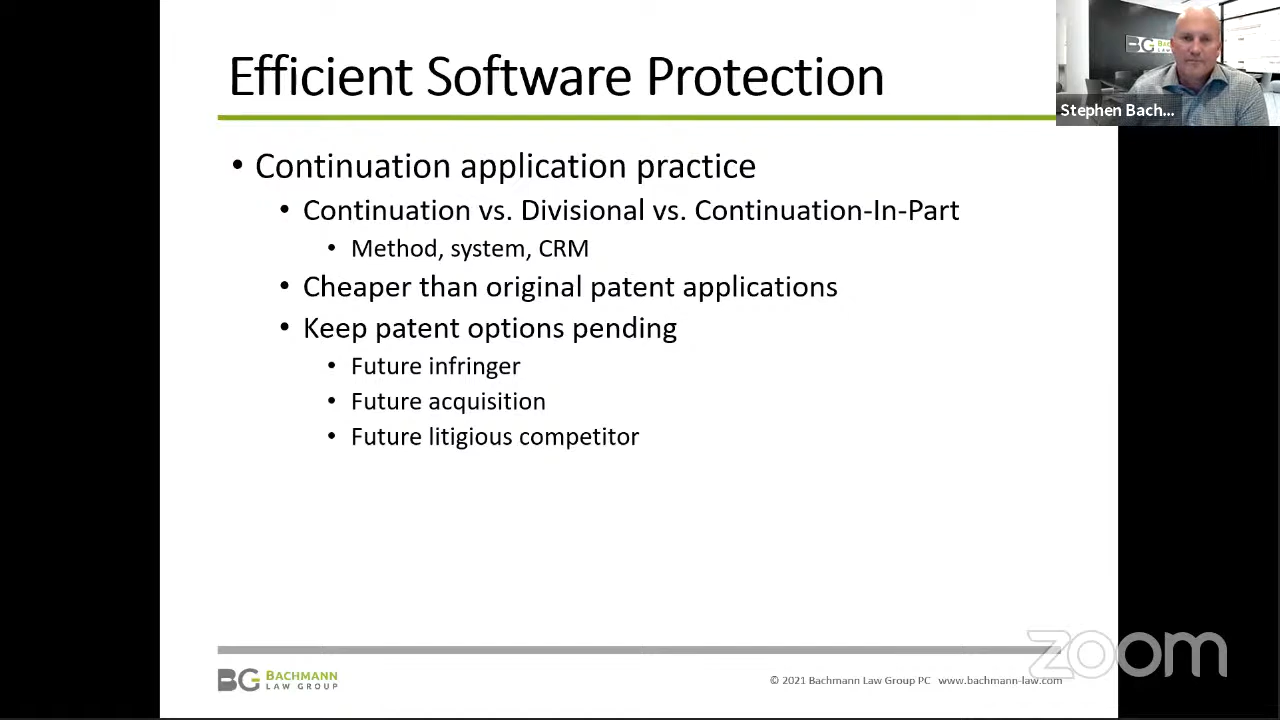 Efficient Software Protection
• Continuation application practice
• Continuation vs. Divisional vs. Continuation-In-Part
• Method, system, CRM
• Cheaper than original patent applications
• Keep patent options pending
• Future infringer
• Future acquisition
• Future litigious competitor
Stephen Bach...
BG
BG BACHMANN
LAW GROUP
© 2021 Bachmann Law Group PC www.bachmann-law.com
zoom